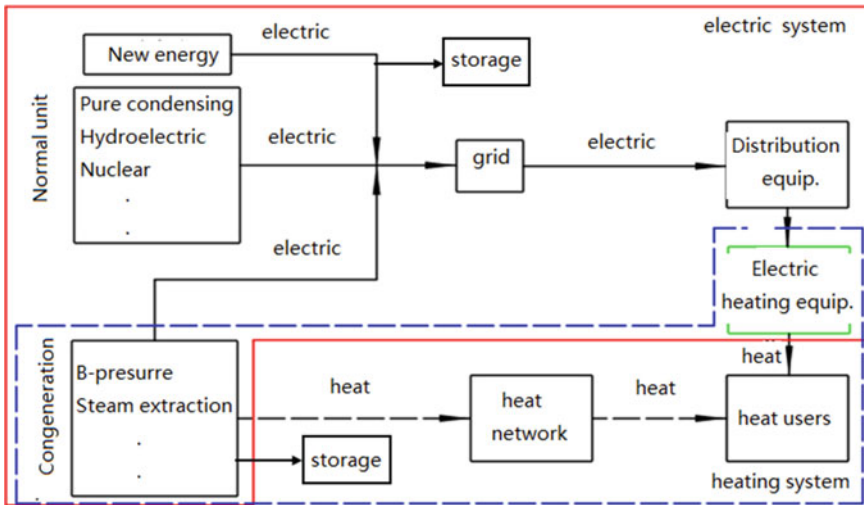 electric system
New energy
electric
storage
Normal unit
Pure condensing
Hydroelectric
Nuclear
.
.
electric
grid
electric
Distribution
equip.
electric
Electric
heating equip.
Congeneration
B-presurre
Steam extraction
.
.
heat
heat
network
heat
heat
heat users
storage
heating system